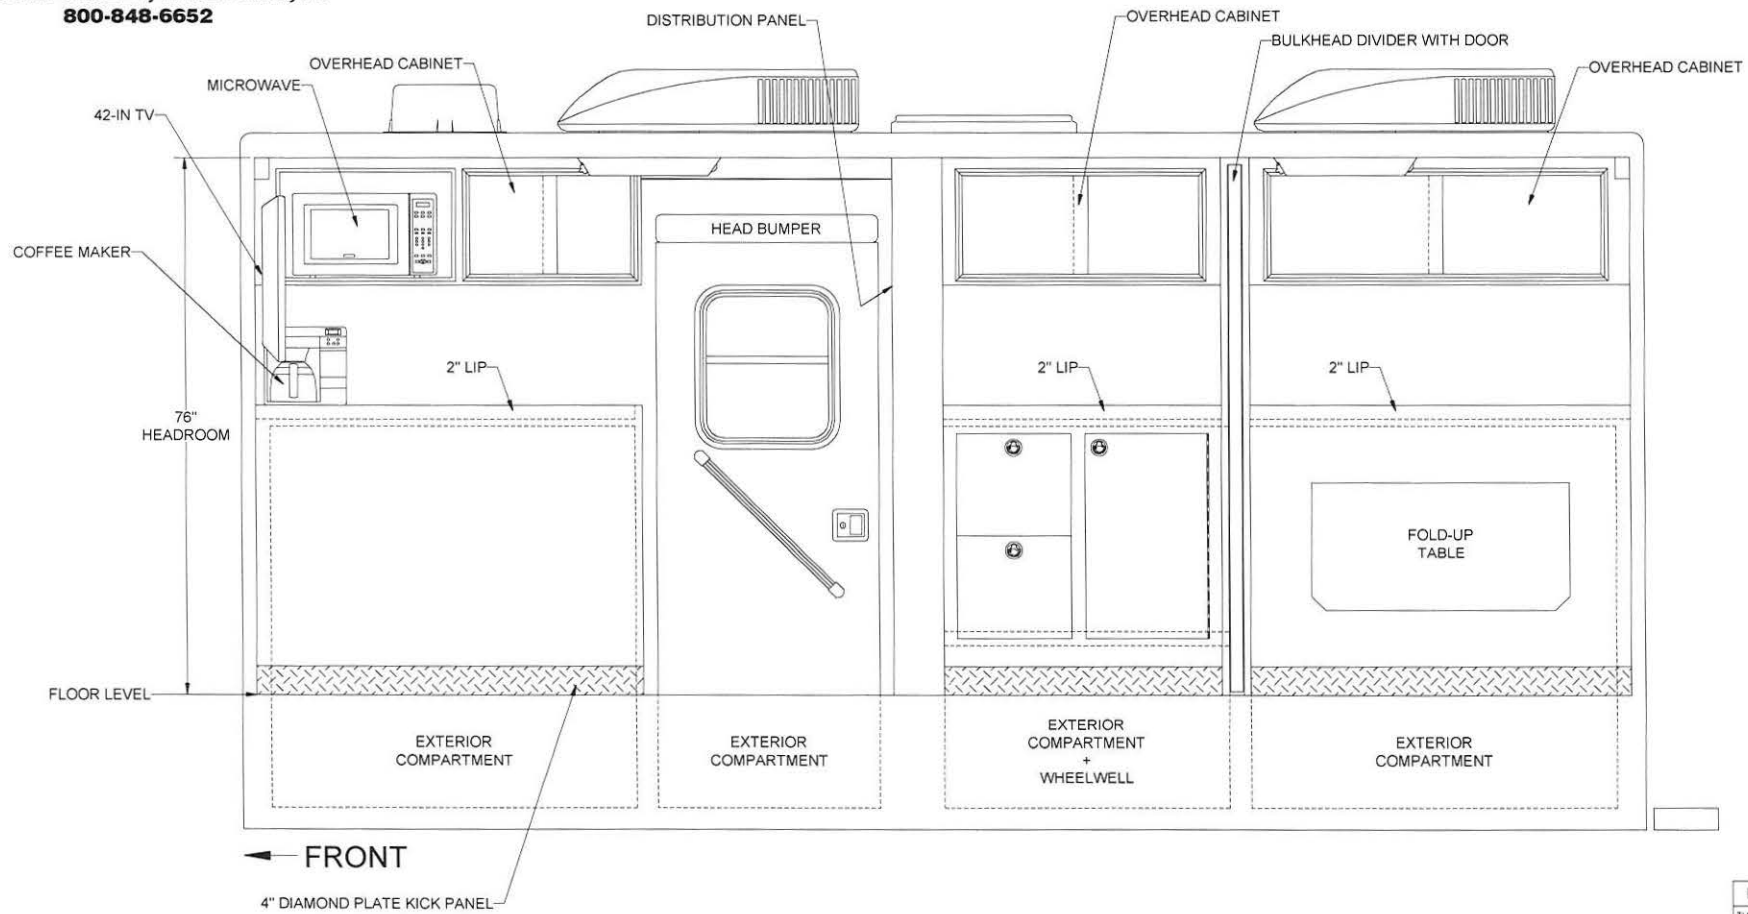 800-848-6652
DISTRIBUTION PANEL
OVERHEAD CABINET
BULKHEAD DIVIDER WITH DOOR
OVERHEAD CABINET
OVERHEAD CABINET
MICROWAVE
42-IN TV
HEAD BUMPER
COFFEE MAKER
2" LIP
2" LIP
2" LIP
76"
HEADROOM
FOLD-UP
TABLE
FLOOR LEVEL
EXTERIOR
COMPARTMENT
EXTERIOR
COMPARTMENT
EXTERIOR
COMPARTMENT
+
WHEELWELL
EXTERIOR
COMPARTMENT
FRONT
4" DIAMOND PLATE KICK PANEL